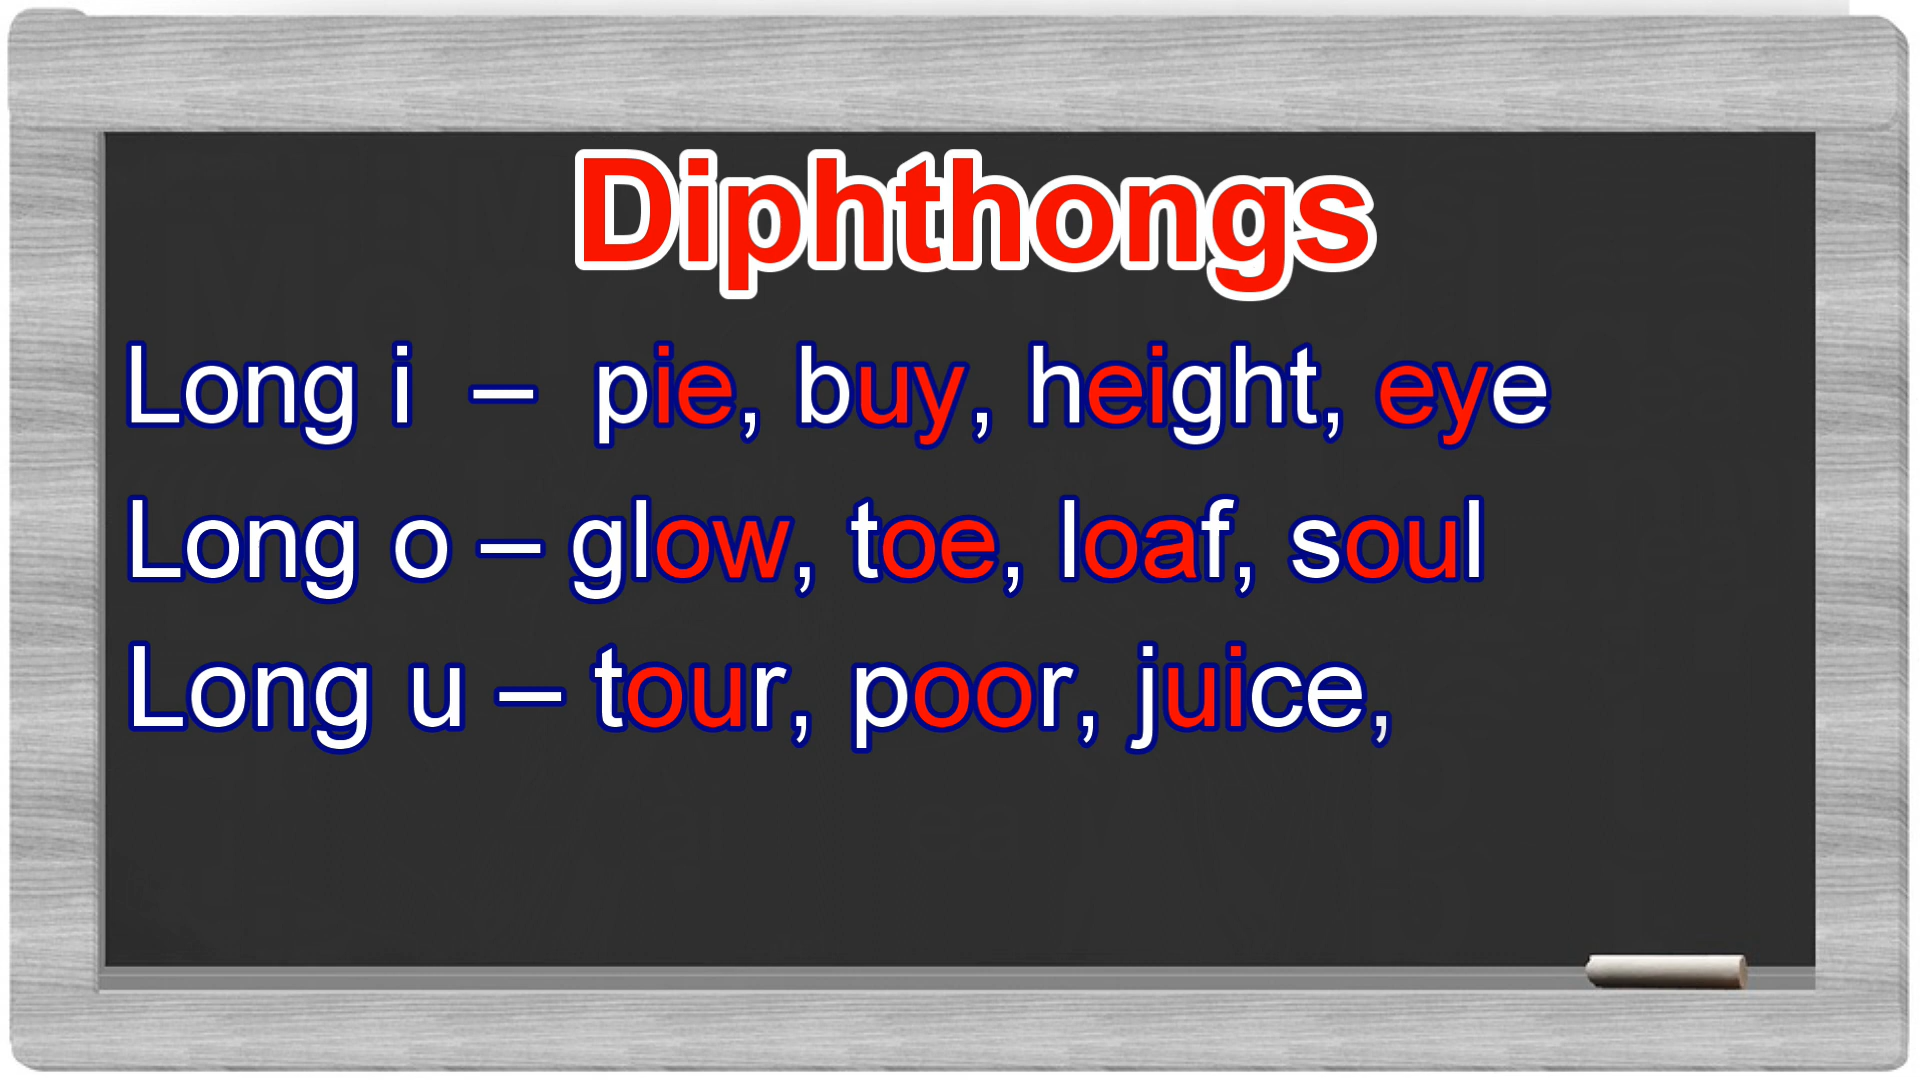 Diphthongs
Long i – pie, buy, height, eye
Long o – glow, toe, loaf, soul
Long u – tour, poor, juice,